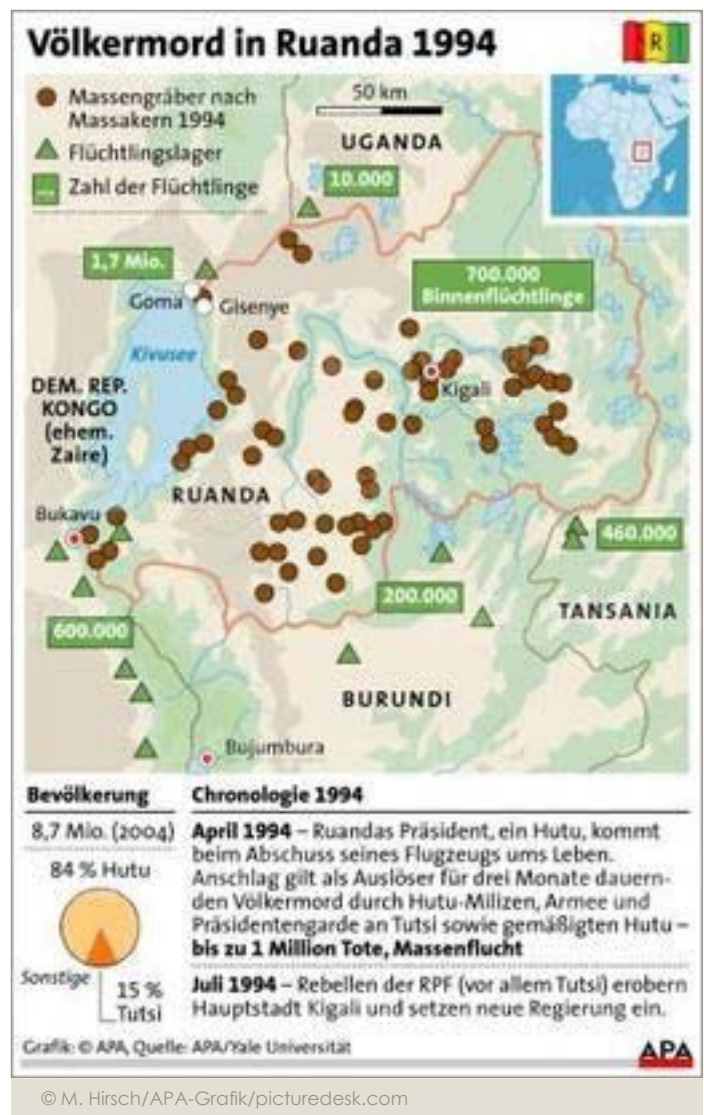 Völkermord in Ruanda 1994
R
Massengräber nach
Massakern 1994
Flüchtlingslager
Zahl der Flüchtlinge
50 km
UGANDA
10.000
1,7 Mio.
700.000
Binnenflüchtlinge
Goma
Gisenye
Kivusee
Kigali
DEM. REP.
KONGO
(ehem.
Zaire)
RUANDA
Bukavu
460.000
200.000
TANSANIA
600.000
BURUNDI
Bujumbura
Bevölkerung
8,7 Mio. (2004)
84 % Hutu
Sonstige
15 %
Tutsi
Chronologie 1994
April 1994 – Ruandas Präsident, ein Hutu, kommt
beim Abschuss seines Flugzeugs ums Leben.
Anschlag gilt als Auslöser für drei Monate dauern-
den Völkermord durch Hutu-Milizen, Armee und
Präsidentengarde an Tutsi sowie gemäßigten Hutu –
bis zu 1 Million Tote, Massenflucht
Juli 1994 – Rebellen der RPF (vor allem Tutsi) erobern
Hauptstadt Kigali und setzen neue Regierung ein.
Grafik: © APA, Quelle: APA/Yale Universität
APA
© M. Hirsch/APA-Grafik/picturedesk.com